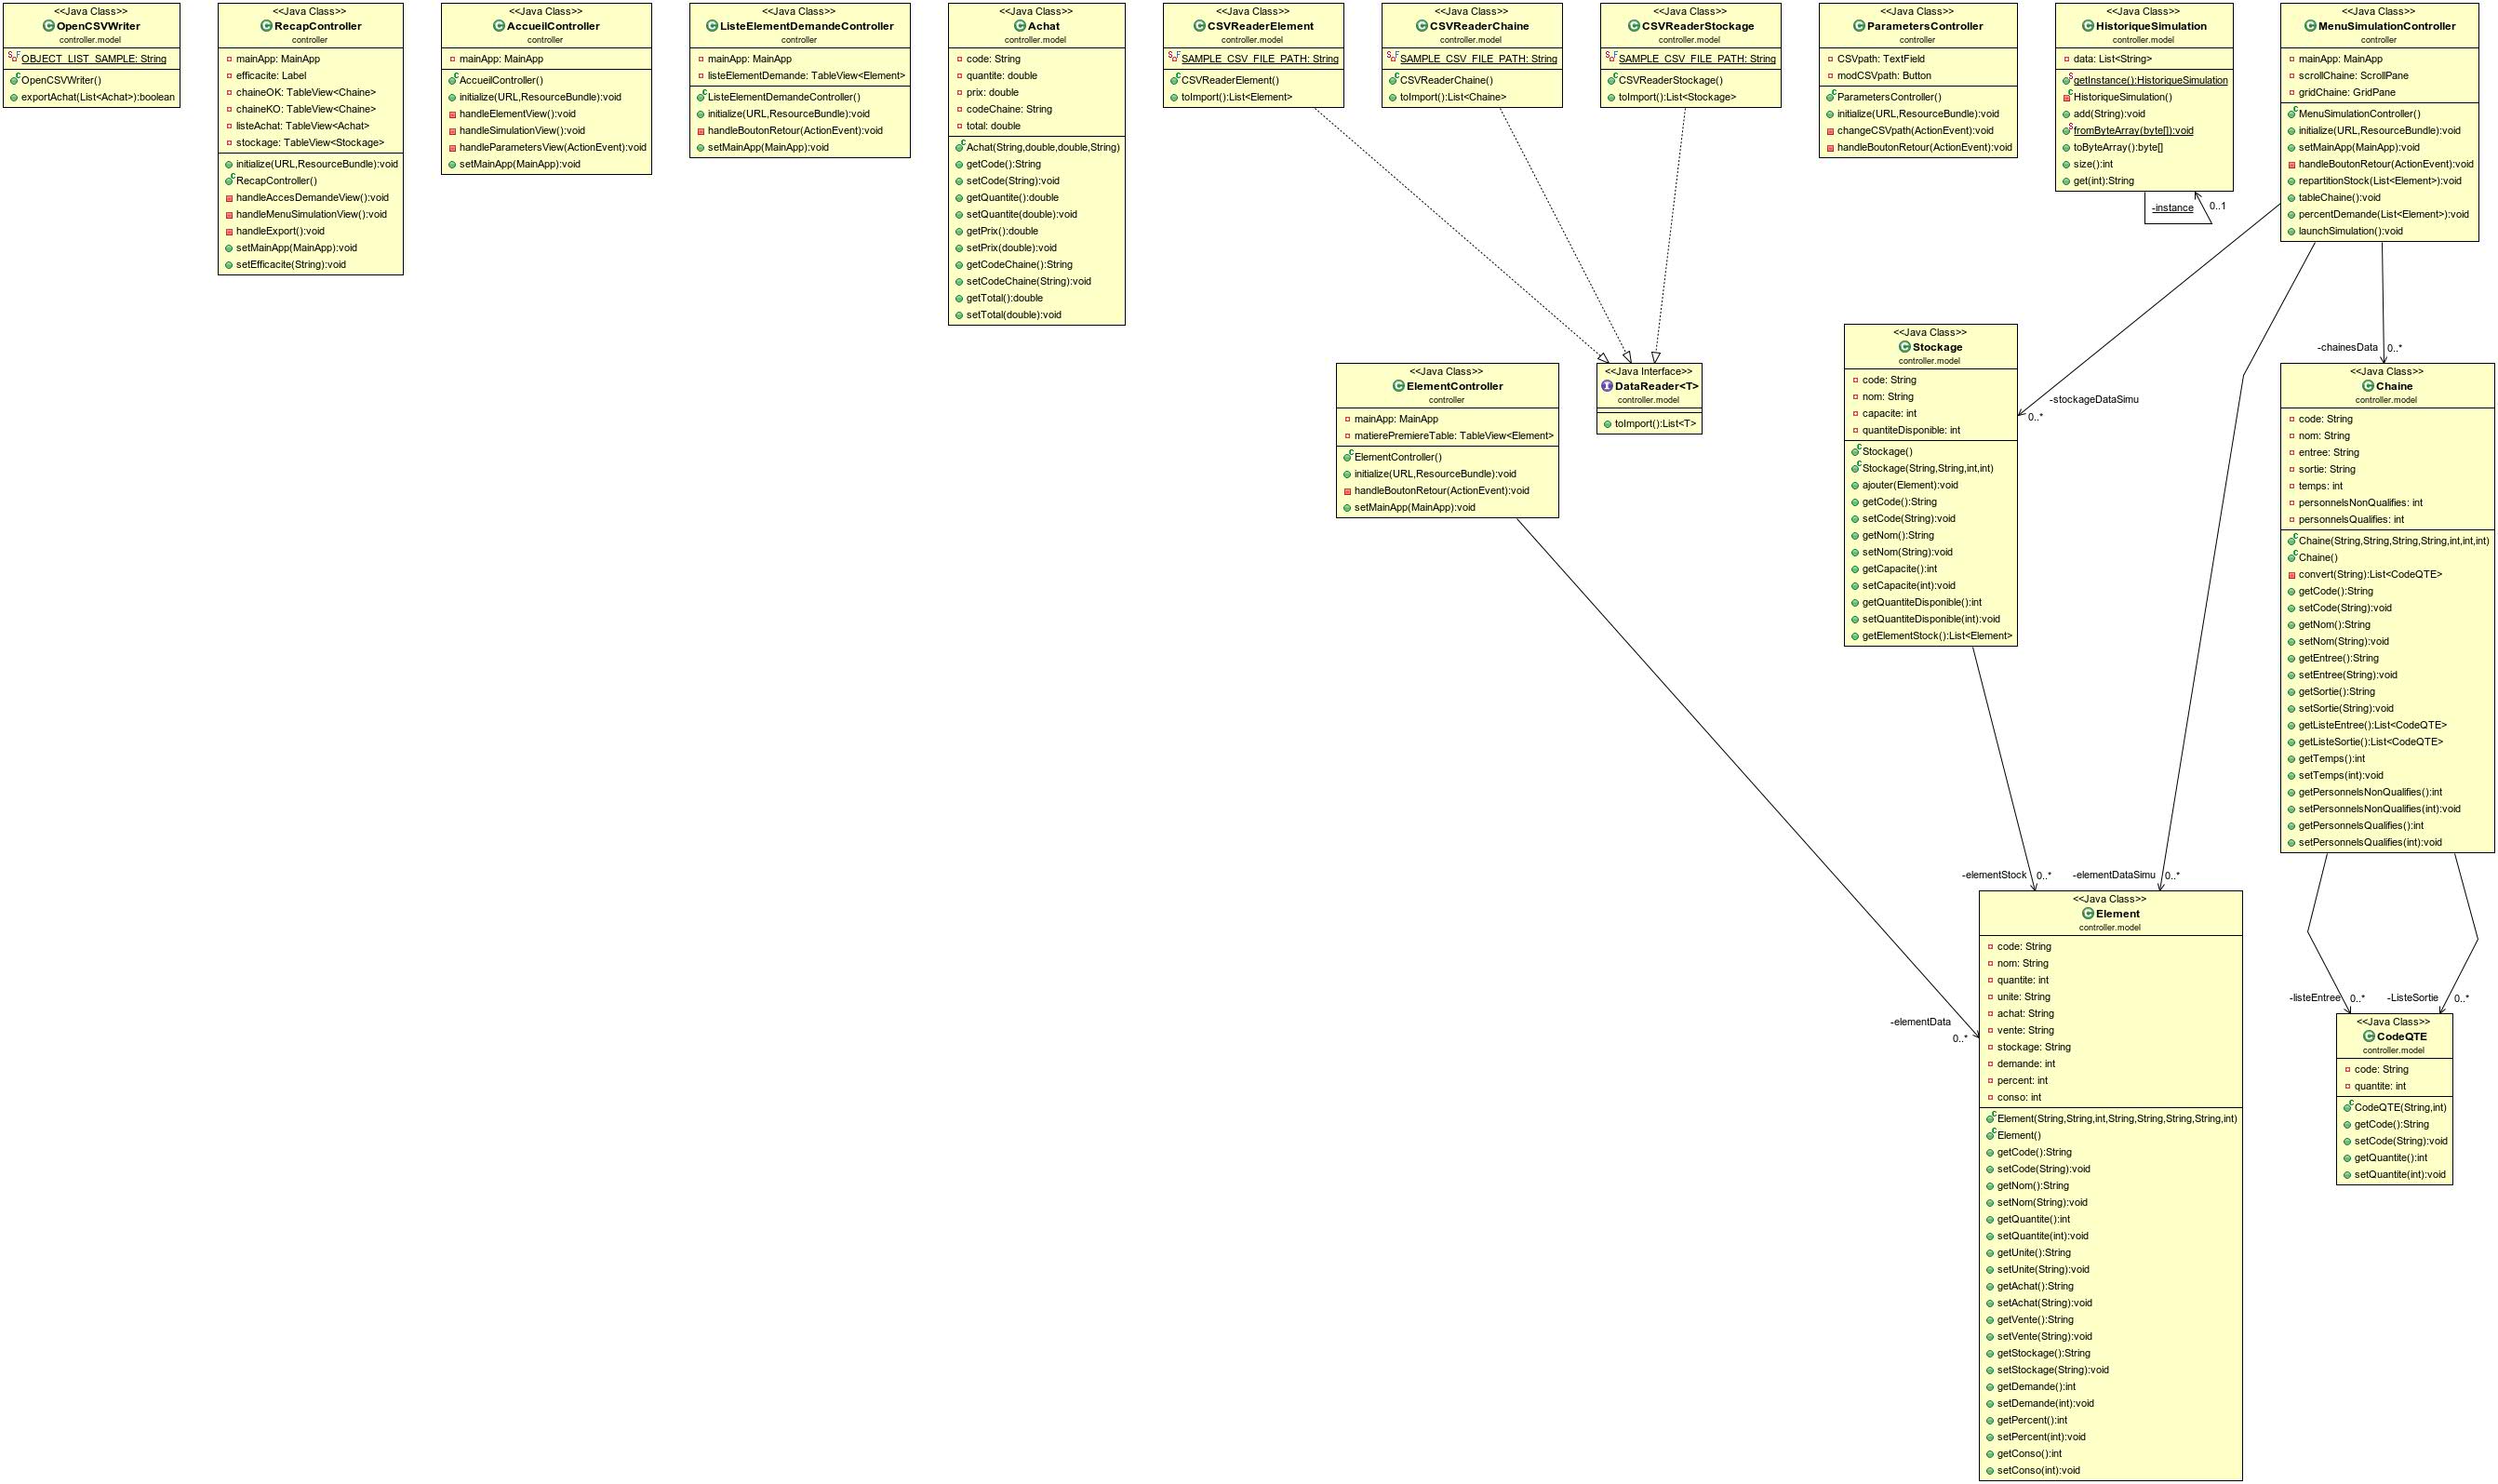 <<Java Class>>
OpenCSVWriter
controller.model
OBJECT_LIST_SAMPLE: String
OpenCSVWriter()
exportAchat(List<Achat>):boolean
<<Java Class>>
RecapController
controller
mainApp: MainApp
efficacite: Label
chaineOK: TableView<Chaine>
chaineKO: TableView<Chaine>
listeAchat: TableView<Achat>
stockage: TableView<Stockage>
initialize(URL,ResourceBundle):void
RecapController()
handleAccesDemandeView():void
handleMenuSimulationView():void
handleExport():void
setMainApp(MainApp):void
setEfficacite(String):void
<<Java Class>>
AccueilController
controller
mainApp: MainApp
AccueilController()
initialize(URL,ResourceBundle):void
handleElementView():void
handleSimulationView():void
handleParametersView(ActionEvent):void
setMainApp(MainApp):void
<<Java Class>>
ListeElementDemandeController
controller
mainApp: MainApp
listeElementDemande: TableView<Element>
ListeElementDemandeController()
initialize(URL,ResourceBundle):void
handleBoutonRetour(ActionEvent):void
setMainApp(MainApp):void
<<Java Class>>
Achat
controller.model
code: String
quantite: double
prix: double
codeChaine: String
total: double
Achat(String,double,double,String)
getCode():String
setCode(String):void
getQuantite():double
setQuantite(double):void
getPrix():double
setPrix(double):void
getCodeChaine():String
setCodeChaine(String):void
getTotal():double
setTotal(double):void
<<Java Class>>
CSVReaderElement
controller.model
SAMPLE_CSV_FILE_PATH: String
CSVReaderElement()
toImport():List<Element>
<<Java Class>>
CSVReaderChaine
controller.model
SAMPLE_CSV_FILE_PATH: String
CSVReaderChaine()
toImport():List<Chaine>
<<Java Class>>
CSVReaderStockage
controller.model
SAMPLE_CSV_FILE_PATH: String
CSVReaderStockage()
toImport():List<Stockage>
<<Java Class>>
ParametersController
controller
CSVpath: TextField
modCSVpath: Button
ParametersController()
initialize(URL,ResourceBundle):void
changeCSVpath(ActionEvent):void
handleBoutonRetour(ActionEvent):void
<<Java Class>>
HistoriqueSimulation
controller.model
data: List<String>
getInstance():HistoriqueSimulation
HistoriqueSimulation()
add(String):void
fromByteArray(byte[]):void
toByteArray():byte[]
size():int
get(int):String
-instance
0..1
<<Java Class>>
MenuSimulationController
controller
mainApp: MainApp
scrollChaine: ScrollPane
gridChaine: GridPane
MenuSimulationController()
initialize(URL,ResourceBundle):void
setMainApp(MainApp):void
handleBoutonRetour(ActionEvent):void
repartitionStock(List<Element>):void
tableChaine():void
percentDemande(List<Element>):void
launchSimulation():void
-chainesData
0..*
-stockageDataSimu
0..*
<<Java Class>>
ElementController
controller
mainApp: MainApp
matierePremiereTable: TableView<Element>
ElementController()
initialize(URL,ResourceBundle):void
handleBoutonRetour(ActionEvent):void
setMainApp(MainApp):void
<<Java Interface>>
DataReader<T>
controller.model
toImport():List<T>
<<Java Class>>
Stockage
controller.model
code: String
nom: String
capacite: int
quantiteDisponible: int
Stockage()
Stockage(String,String,int,int)
ajouter(Element):void
getCode():String
setCode(String):void
getNom():String
setNom(String):void
getCapacite():int
setCapacite(int):void
getQuantiteDisponible():int
setQuantiteDisponible(int):void
getElementStock():List<Element>
<<Java Class>>
Chaine
controller.model
code: String
nom: String
entree: String
sortie: String
temps: int
personnelsNonQualifies: int
personnelsQualifies: int
Chaine(String,String,String,String,int,int,int)
Chaine()
convert(String):List<CodeQTE>
getCode():String
setCode(String):void
getNom():String
setNom(String):void
getEntree():String
setEntree(String):void
getSortie():String
setSortie(String):void
getListeEntree():List<CodeQTE>
getListeSortie():List<CodeQTE>
getTemps():int
setTemps(int):void
getPersonnelsNonQualifies():int
setPersonnelsNonQualifies(int):void
getPersonnelsQualifies():int
setPersonnelsQualifies(int):void
-elementStock
0..*
-elementDataSimu
0..*
-elementData
0..*
<<Java Class>>
Element
controller.model
code: String
nom: String
quantite: int
unite: String
achat: String
vente: String
stockage: String
demande: int
percent: int
conso: int
Element(String,String,int,String,String,String,String,int)
Element()
getCode():String
setCode(String):void
getNom():String
setNom(String):void
getQuantite():int
setQuantite(int):void
getUnite():String
setUnite(String):void
getAchat():String
setAchat(String):void
getVente():String
setVente(String):void
getStockage():String
setStockage(String):void
getDemande():int
setDemande(int):void
getPercent():int
setPercent(int):void
getConso():int
setConso(int):void
-listeEntree
0..*
-ListeSortie
0..*
<<Java Class>>
CodeQTE
controller.model
code: String
quantite: int
CodeQTE(String,int)
getCode():String
setCode(String):void
getQuantite():int
setQuantite(int):void